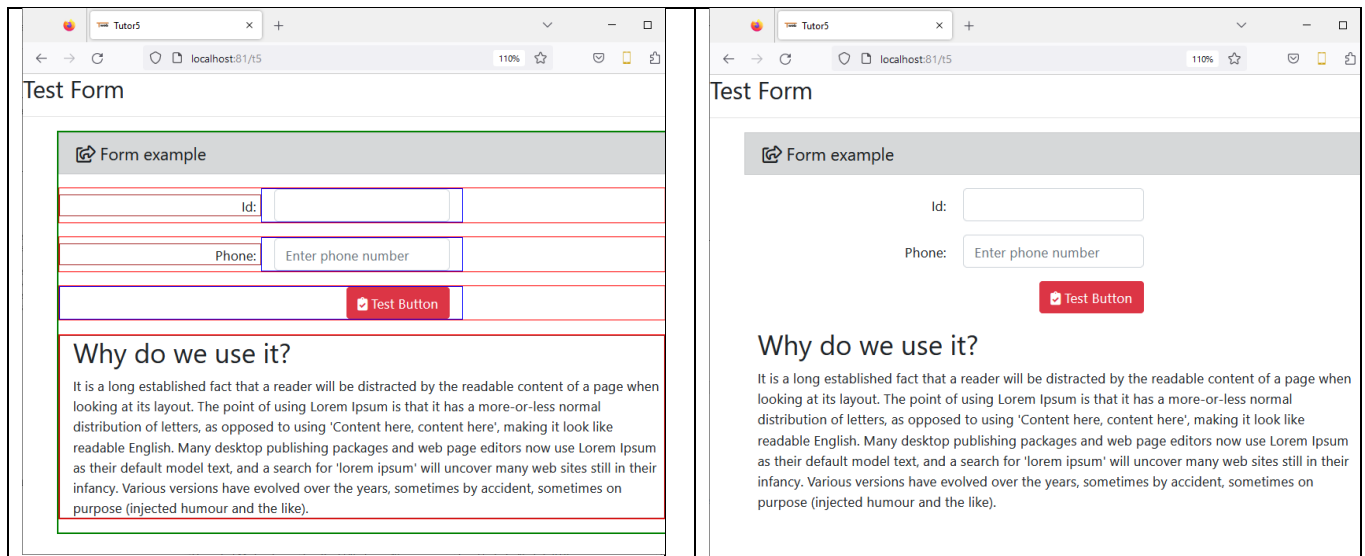 Tutor5
localhost:81/t5
110%
Test Form
Form example
Id:
Phone:
Enter phone number
Test Button
Why do we use it?
It is a long established fact that a reader will be distracted by the readable content of a page when
looking at its layout. The point of using Lorem Ipsum is that it has a more-or-less normal
distribution of letters, as opposed to using 'Content here, content here', making it look like
readable English. Many desktop publishing packages and web page editors now use Lorem Ipsum
as their default model text, and a search for 'lorem ipsum' will uncover many web sites still in their
infancy. Various versions have evolved over the years, sometimes by accident, sometimes on
purpose (injected humour and the like).
Tutor5
localhost:81/t5
110%
Test Form
Form example
Id:
Phone:
Enter phone number
Test Button
Why do we use it?
It is a long established fact that a reader will be distracted by the readable content of a page when
looking at its layout. The point of using Lorem Ipsum is that it has a more-or-less normal
distribution of letters, as opposed to using 'Content here, content here', making it look like
readable English. Many desktop publishing packages and web page editors now use Lorem Ipsum
as their default model text, and a search for 'lorem ipsum' will uncover many web sites still in their
infancy. Various versions have evolved over the years, sometimes by accident, sometimes on
purpose (injected humour and the like).